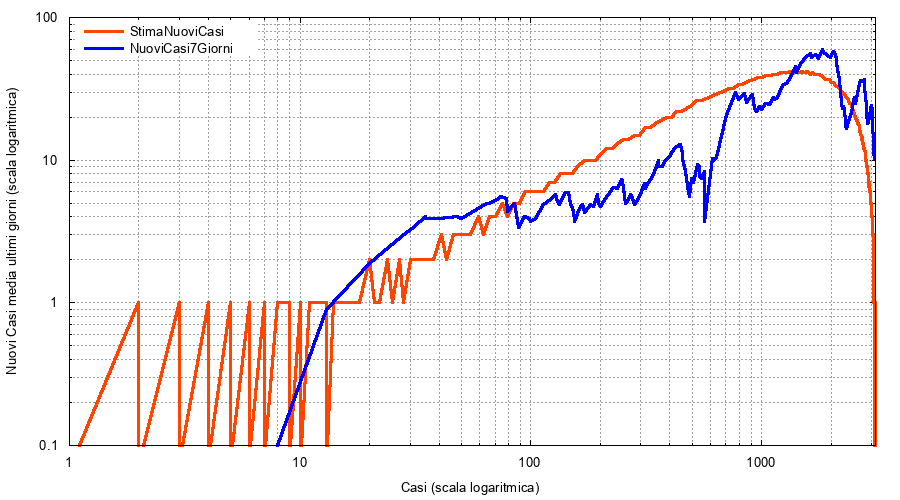 100
10
1
0.1
Nuovi Casi media ultimi giorni (scala logaritmica)
StimaNuoviCasi
NuoviCasi7Giorni
1 10 100 1000
Casi (scala logaritmica)